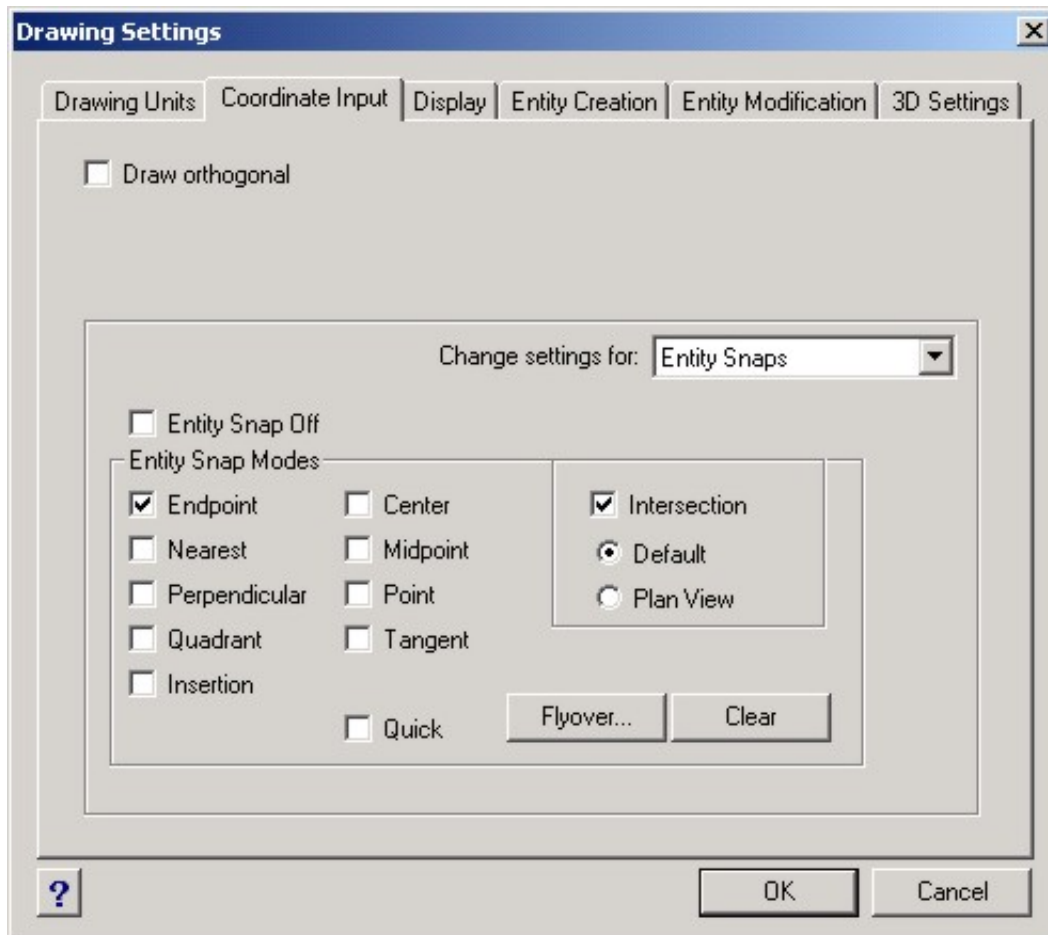 Drawing Settings
Drawing Units Coordinate Input Display Entity Creation Entity Modification 3D Settings
Draw orthogonal
Change settings for: Entity Snaps
Entity Snap Off
Entity Snap Modes
Endpoint Center Intersection
Nearest Midpoint Default
Perpendicular Point Plan View
Quadrant Tangent
Insertion
Quick Flyover... Clear
? OK Cancel